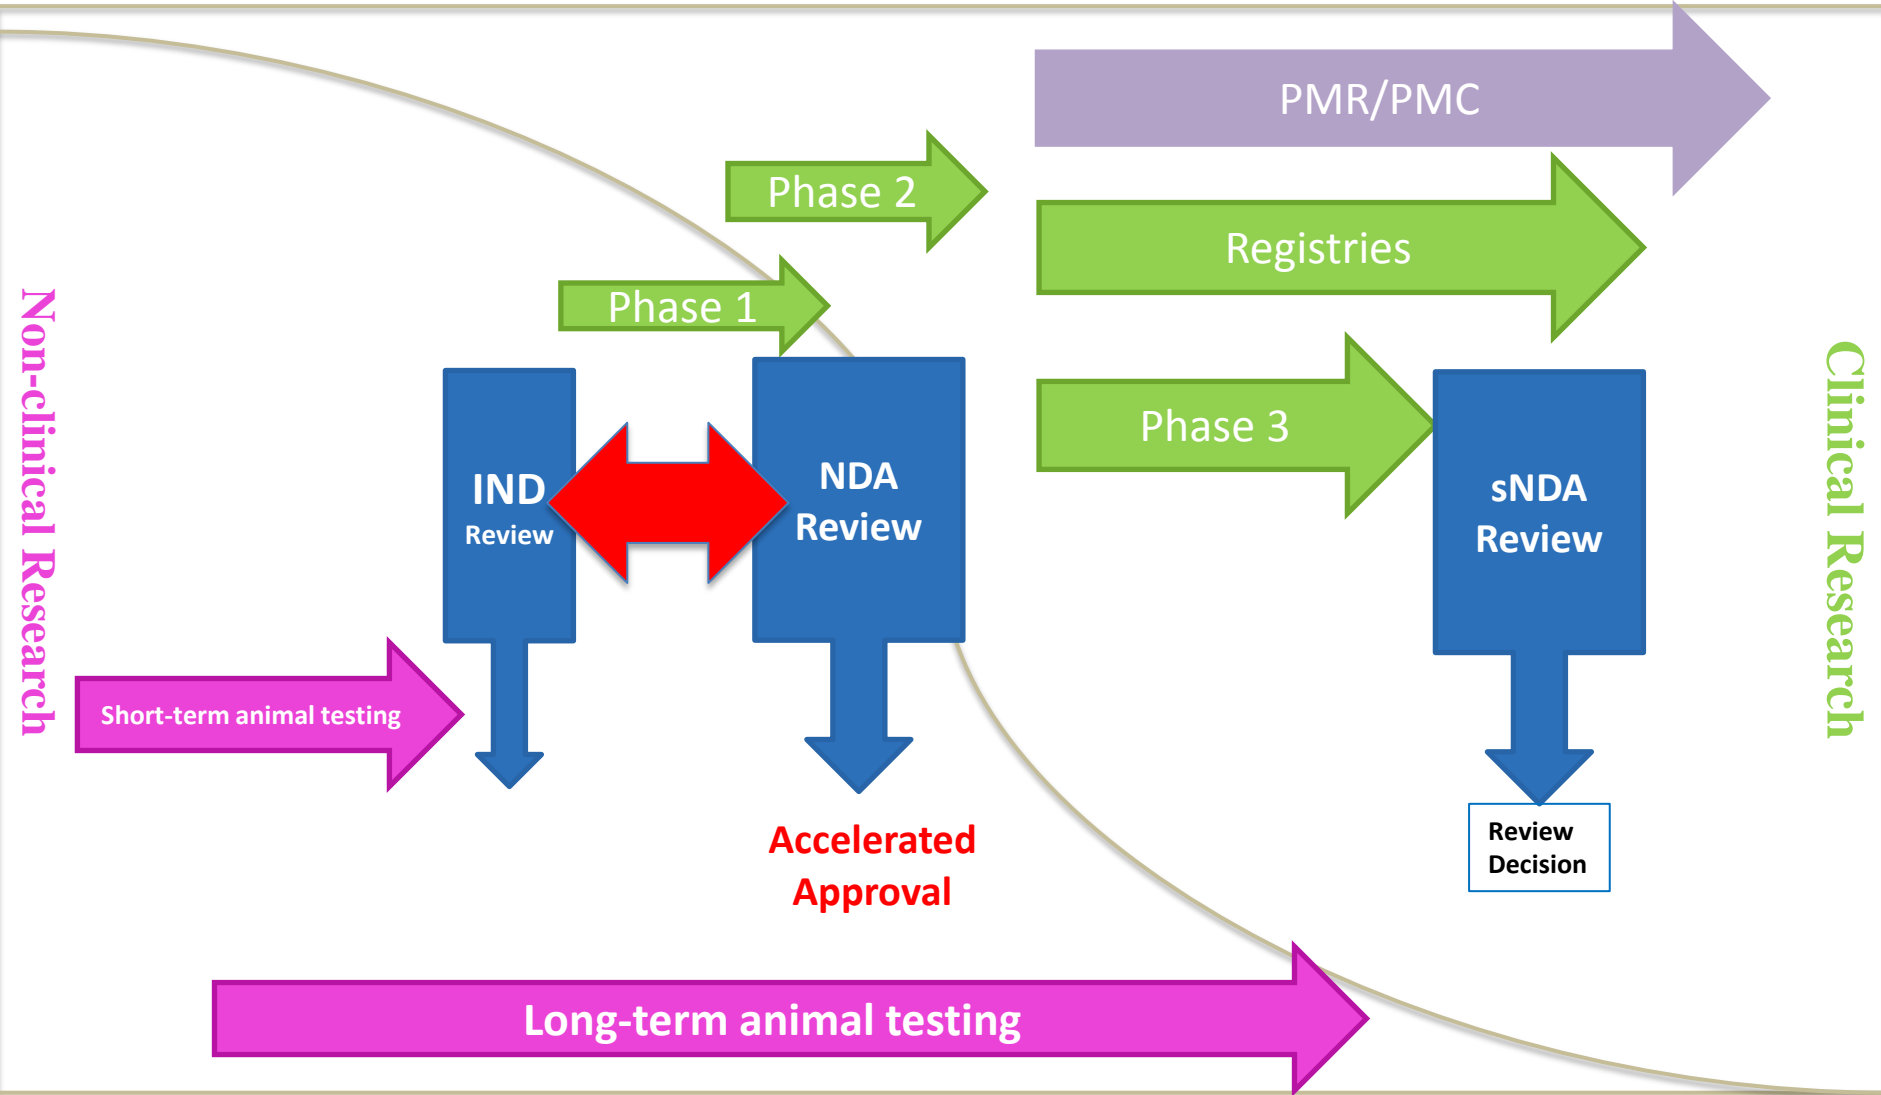 PMR/PMC
Phase 2
Registries
Phase 1
Non-clinical Research
Clinical Research
Phase 3
IND
Review
NDA
Review
sNDA
Review
Short-term animal testing
Accelerated
Approval
Review
Decision
Long-term animal testing